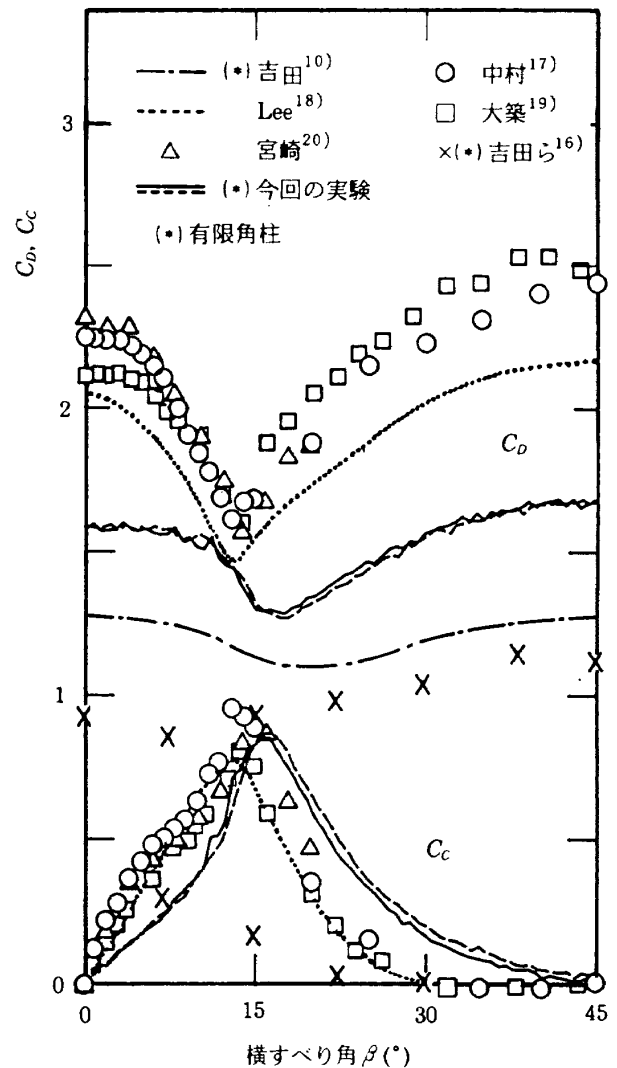 (*) 吉田10)
Lee18)
宮崎20)
(*) 今回の実験
(*) 有限角柱
中村17)
大築19)
×(*) 吉田ら16)
C_D, C_C
3
2
1
0
C_D
C_C
0 15 30 45
横すべり角 β(°)